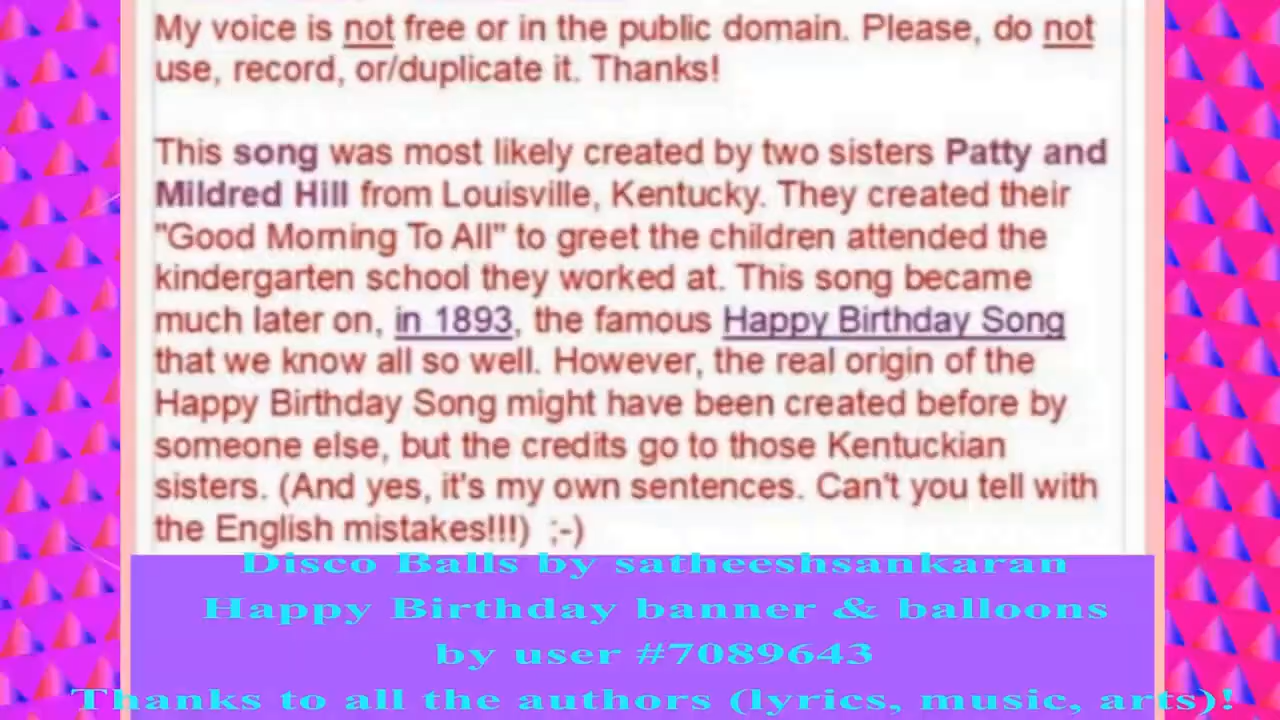 My voice is not free or in the public domain. Please, do not
use, record, or/duplicate it. Thanks!
This song was most likely created by two sisters Patty and
Mildred Hill from Louisville, Kentucky. They created their
"Good Morning To All" to greet the children attended the
kindergarten school they worked at. This song became
much later on, in 1893, the famous Happy Birthday Song
that we know all so well. However, the real origin of the
Happy Birthday Song might have been created before by
someone else, but the credits go to those Kentuckian
sisters. (And yes, it's my own sentences. Can't you tell with
the English mistakes!!!) ;-)
Disco Balls by satheeshsankaran
Happy Birthday banner & balloons
by user #7089643
Thanks to all the authors (lyrics, music, arts)!